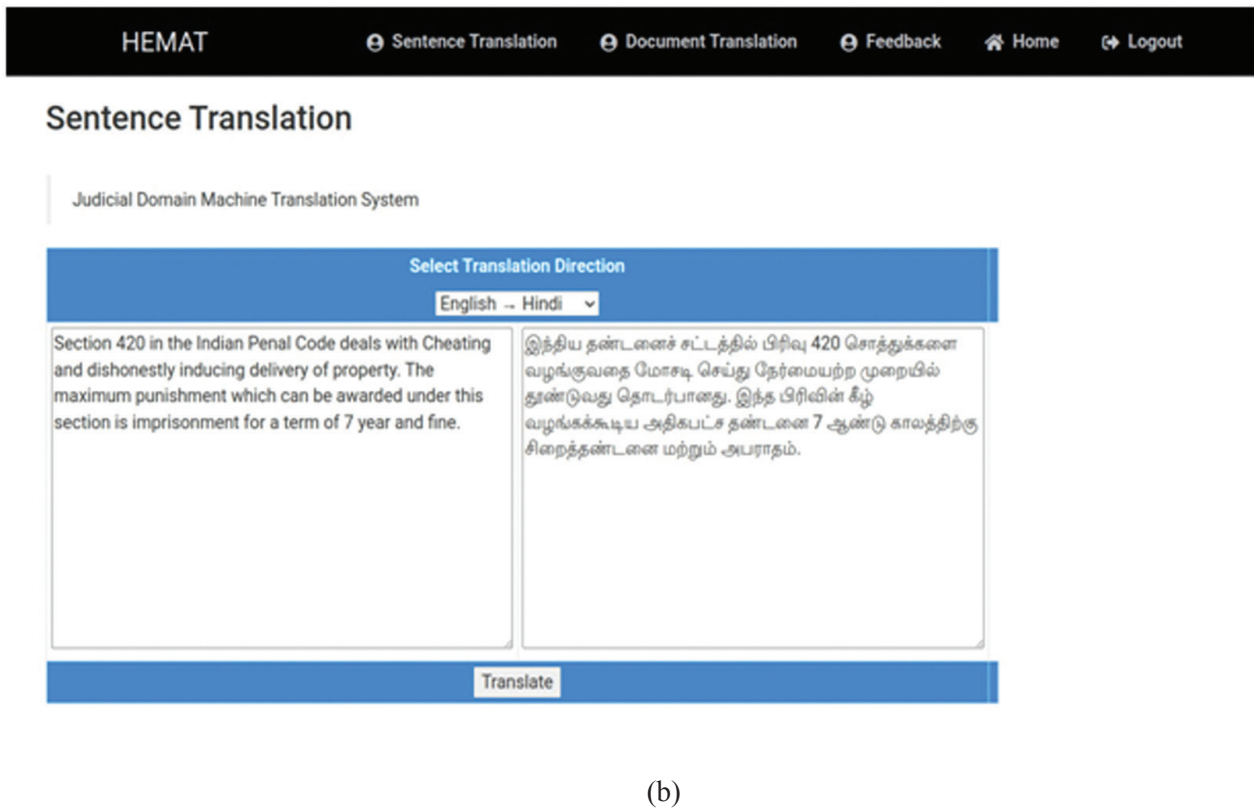 HEMAT Sentence Translation Document Translation Feedback Home Logout
Sentence Translation
Judicial Domain Machine Translation System
Select Translation Direction
English → Hindi
Section 420 in the Indian Penal Code deals with Cheating
and dishonestly inducing delivery of property. The
maximum punishment which can be awarded under this
section is imprisonment for a term of 7 year and fine.
இந்திய தண்டனைச் சட்டத்தில் பிரிவு 420 சொத்துக்களை
வழங்குவதை மோசடி செய்து நேர்மையற்ற முறையில்
தூண்டுவது தொடர்பானது. இந்த பிரிவின் கீழ்
வழங்கக்கூடிய அதிகபட்ச தண்டனை 7 ஆண்டு காலத்திற்கு
சிறைத்தண்டனை மற்றும் அபராதம்.
Translate
(b)